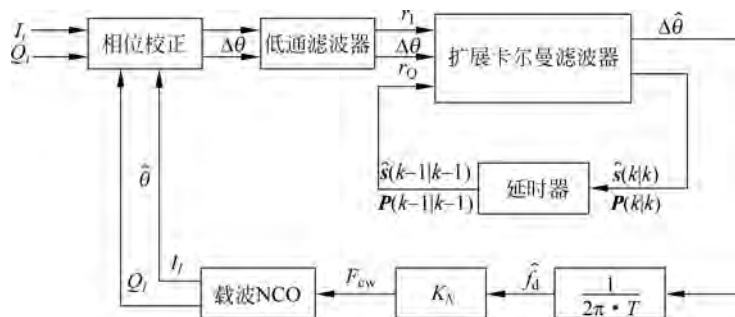 I_i
Q_i
相位校正
Δθ
低通滤波器
r_I
Δθ
r_Q
扩展卡尔曼滤波器
Δθ̂
θ̂
ŝ(k−1|k−1)
P(k−1|k−1)
延时器
ŝ(k|k)
P(k|k)
Q_l
I_l
载波NCO
F_cw
K_N
f̂_d
1
2π • T